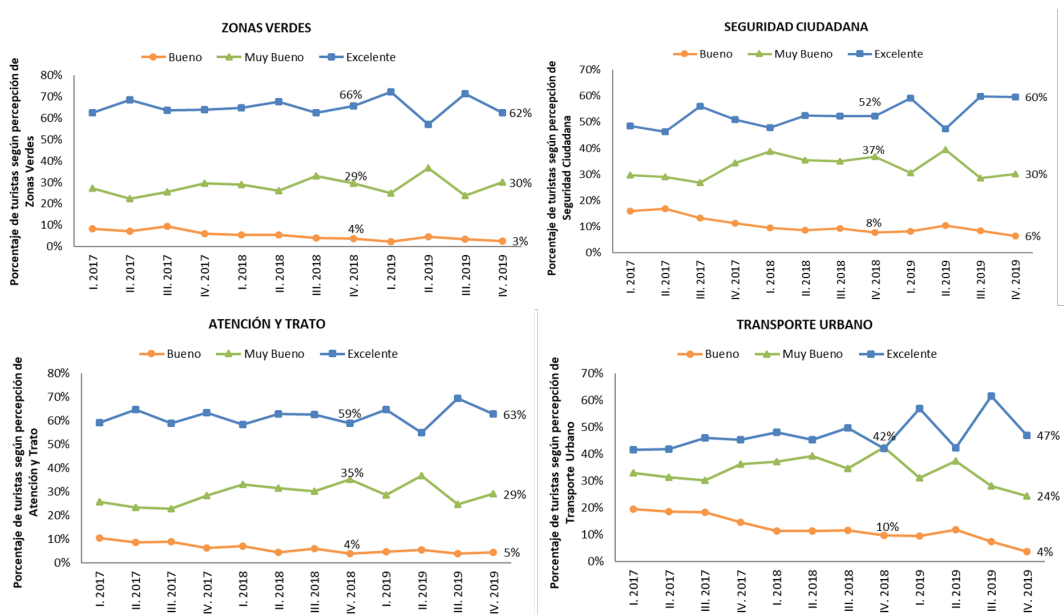 ZONAS VERDES
Bueno Muy Bueno Excelente
Porcentaje de turistas según percepción de
Zonas Verdes
80%
70%
60%
50%
40%
30%
20%
10%
0%
66%
62%
29%
30%
4%
3%
I. 2017
II. 2017
III. 2017
IV. 2017
I. 2018
II. 2018
III. 2018
IV. 2018
I. 2019
II. 2019
III. 2019
IV. 2019
SEGURIDAD CIUDADANA
Bueno Muy Bueno Excelente
Porcentaje de turistas según percepción de
Seguridad Ciudadana
70%
60%
50%
40%
30%
20%
10%
0%
52%
60%
37%
30%
8%
6%
I. 2017
II. 2017
III. 2017
IV. 2017
I. 2018
II. 2018
III. 2018
IV. 2018
I. 2019
II. 2019
III. 2019
IV. 2019
ATENCIÓN Y TRATO
Bueno Muy Bueno Excelente
Porcentaje de turistas según percepción de
Atención y Trato
80%
70%
60%
50%
40%
30%
20%
10%
0%
59%
63%
35%
29%
4%
5%
I. 2017
II. 2017
III. 2017
IV. 2017
I. 2018
II. 2018
III. 2018
IV. 2018
I. 2019
II. 2019
III. 2019
IV. 2019
TRANSPORTE URBANO
Bueno Muy Bueno Excelente
Porcentaje de turistas según percepción de
Transporte Urbano
70%
60%
50%
40%
30%
20%
10%
0%
42%
47%
24%
10%
4%
I. 2017
II. 2017
III. 2017
IV. 2017
I. 2018
II. 2018
III. 2018
IV. 2018
I. 2019
II. 2019
III. 2019
IV. 2019